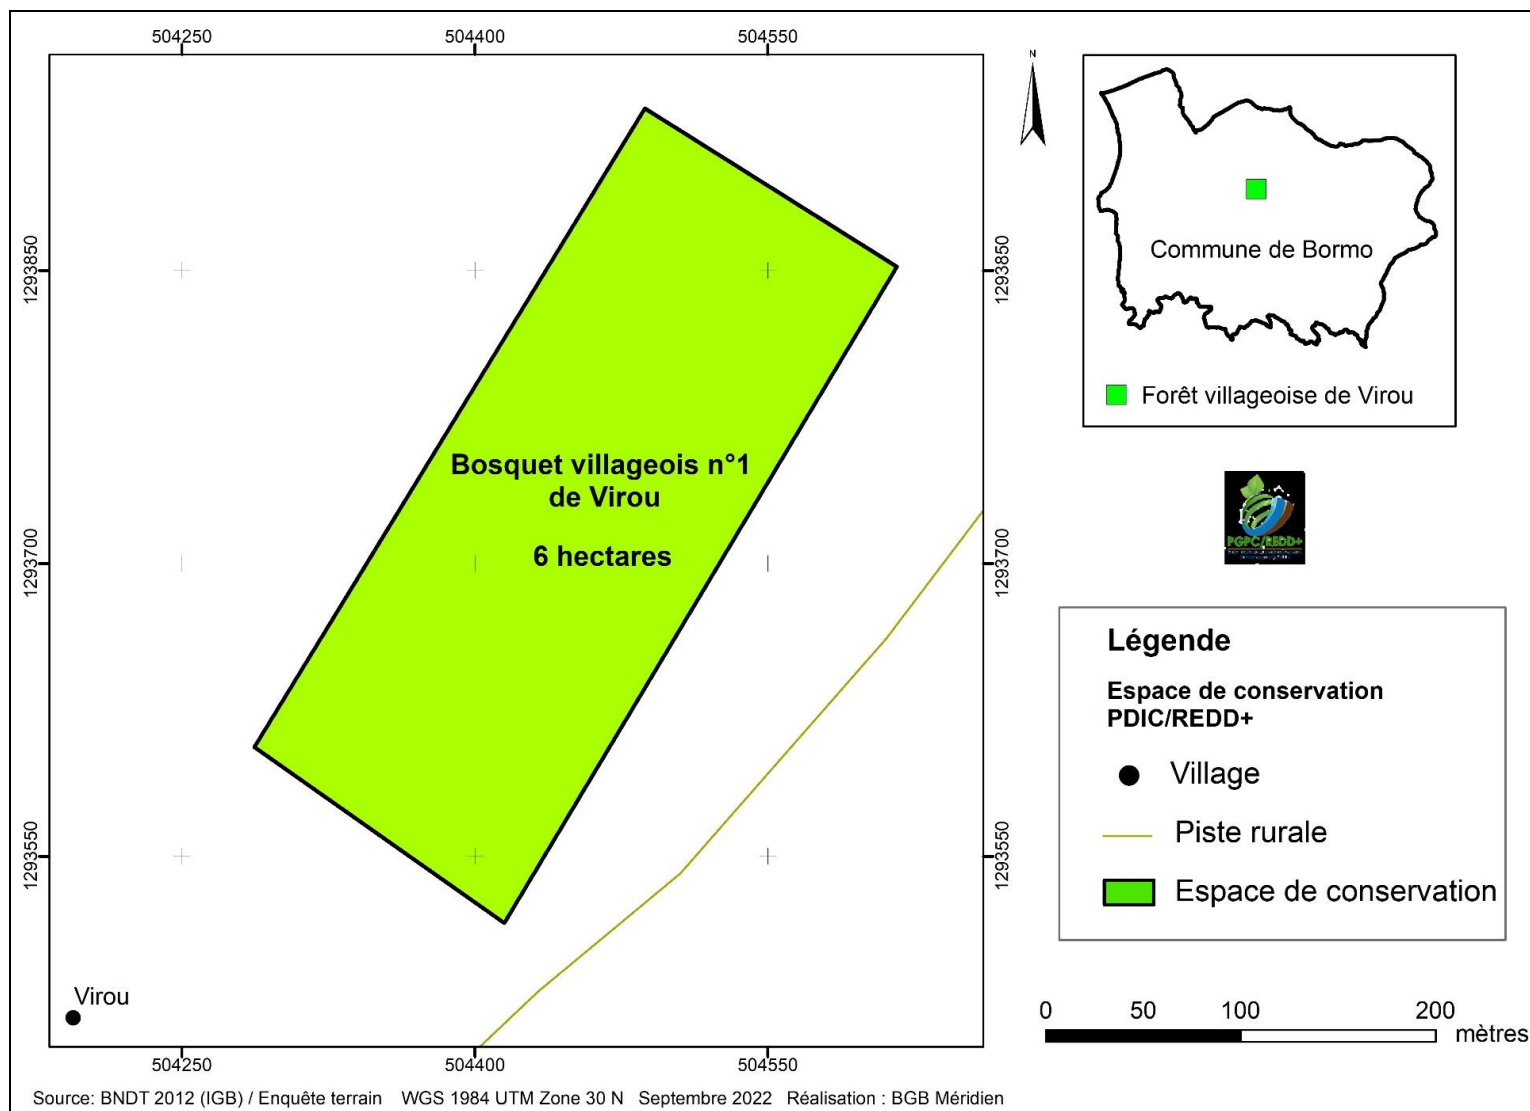 504250
504400
504550
N
1293850
1293850
Commune de Bormo
Forêt villageoise de Virou
Bosquet villageois n°1
de Virou
6 hectares
PGPC/REDD+
1293700
1293700
Légende
Espace de conservation
PDIC/REDD+
Village
Piste rurale
Espace de conservation
1293550
1293550
Virou
0 50 100 200
mètres
504250
504400
504550
Source: BNDT 2012 (IGB) / Enquête terrain WGS 1984 UTM Zone 30 N Septembre 2022 Réalisation : BGB Méridien